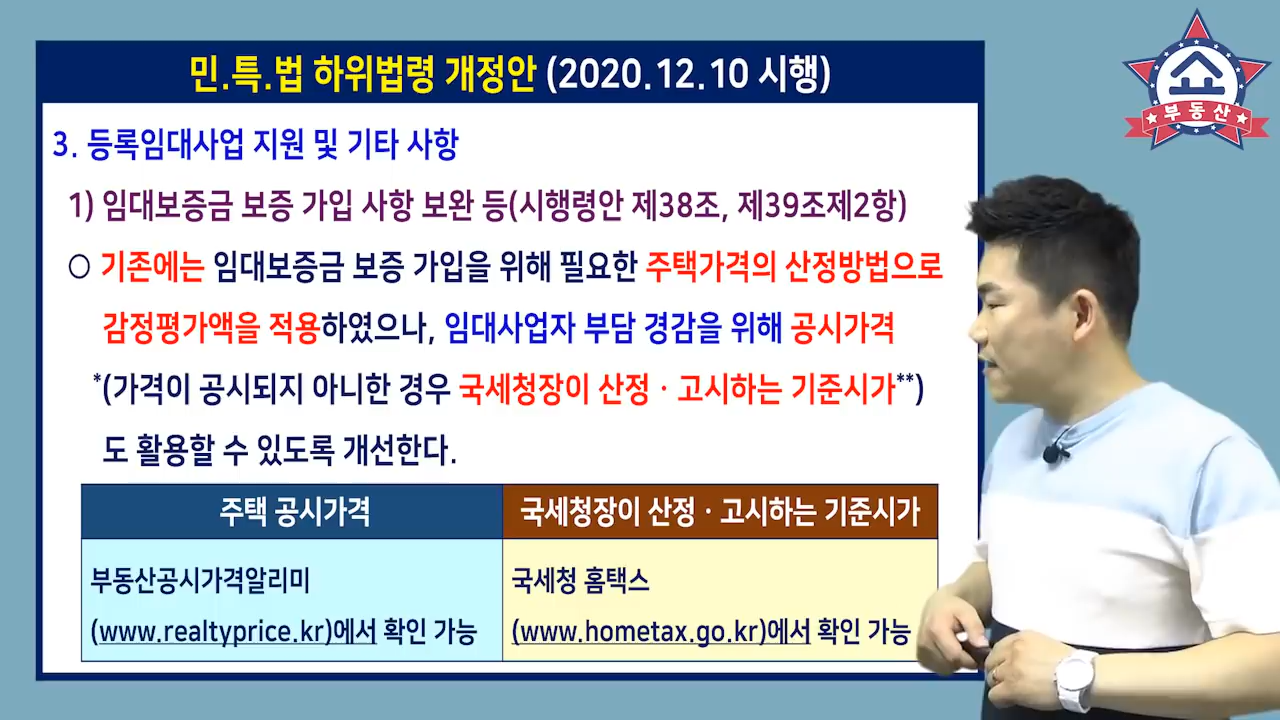 민.특.법 하위법령 개정안 (2020.12.10 시행)
부동산
3. 등록임대사업 지원 및 기타 사항
1) 임대보증금 보증 가입 사항 보완 등(시행령안 제38조, 제39조제2항)
○ 기존에는 임대보증금 보증 가입을 위해 필요한 주택가격의 산정방법으로
감정평가액을 적용하였으나, 임대사업자 부담 경감을 위해 공시가격
*(가격이 공시되지 아니한 경우 국세청장이 산정 · 고시하는 기준시가**)
도 활용할 수 있도록 개선한다.
주택 공시가격
국세청장이 산정 · 고시하는 기준시가
부동산공시가격알리미
(www.realtyprice.kr)에서 확인 가능
국세청 홈택스
(www.hometax.go.kr)에서 확인 가능